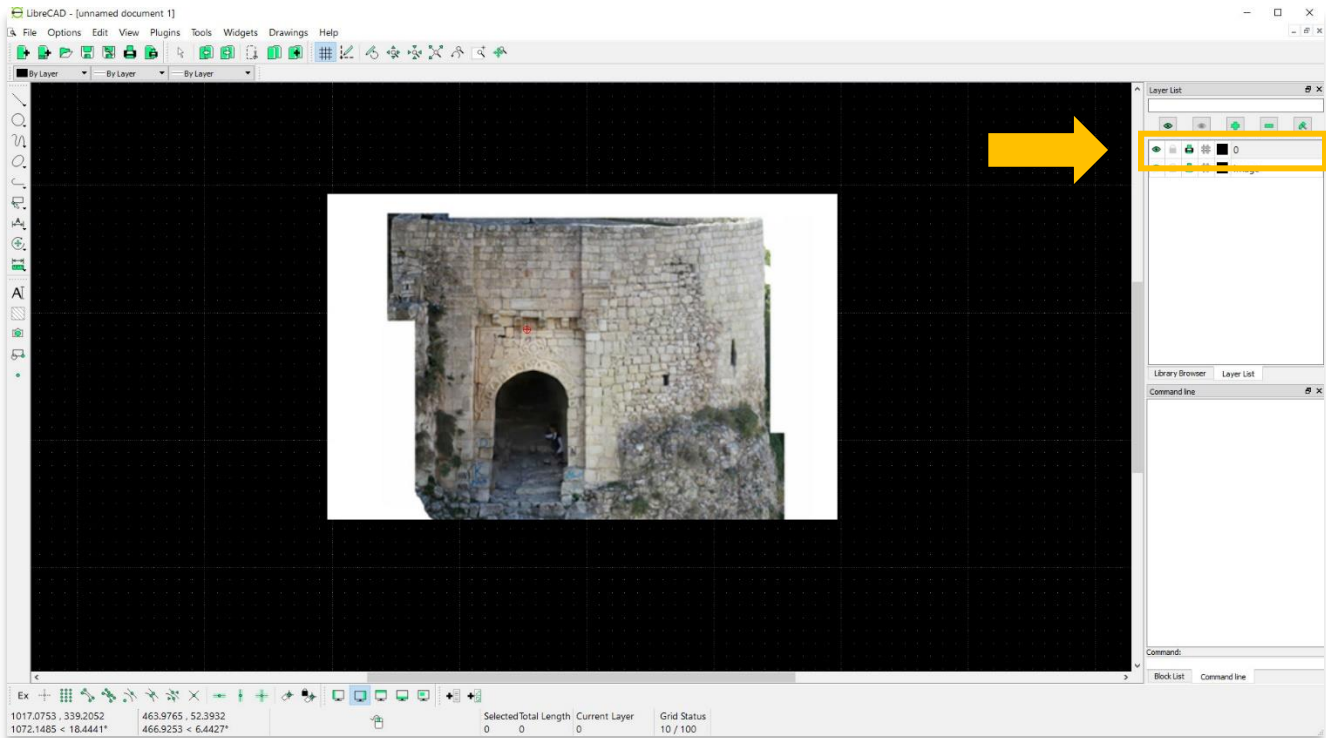 LibreCAD - [unnamed document 1]
File Options Edit View Plugins Tools Widgets Drawings Help
By Layer By Layer By Layer
Layer List
0
Library Browser Layer List
Command line
Command:
Block List Command line
Ex
1017.0753 , 339.2052 463.9765 , 52.3932 Selected Total Length Current Layer Grid Status
1072.1485 < 18.4441° 466.9253 < 6.4427° 0 0 0 10 / 100